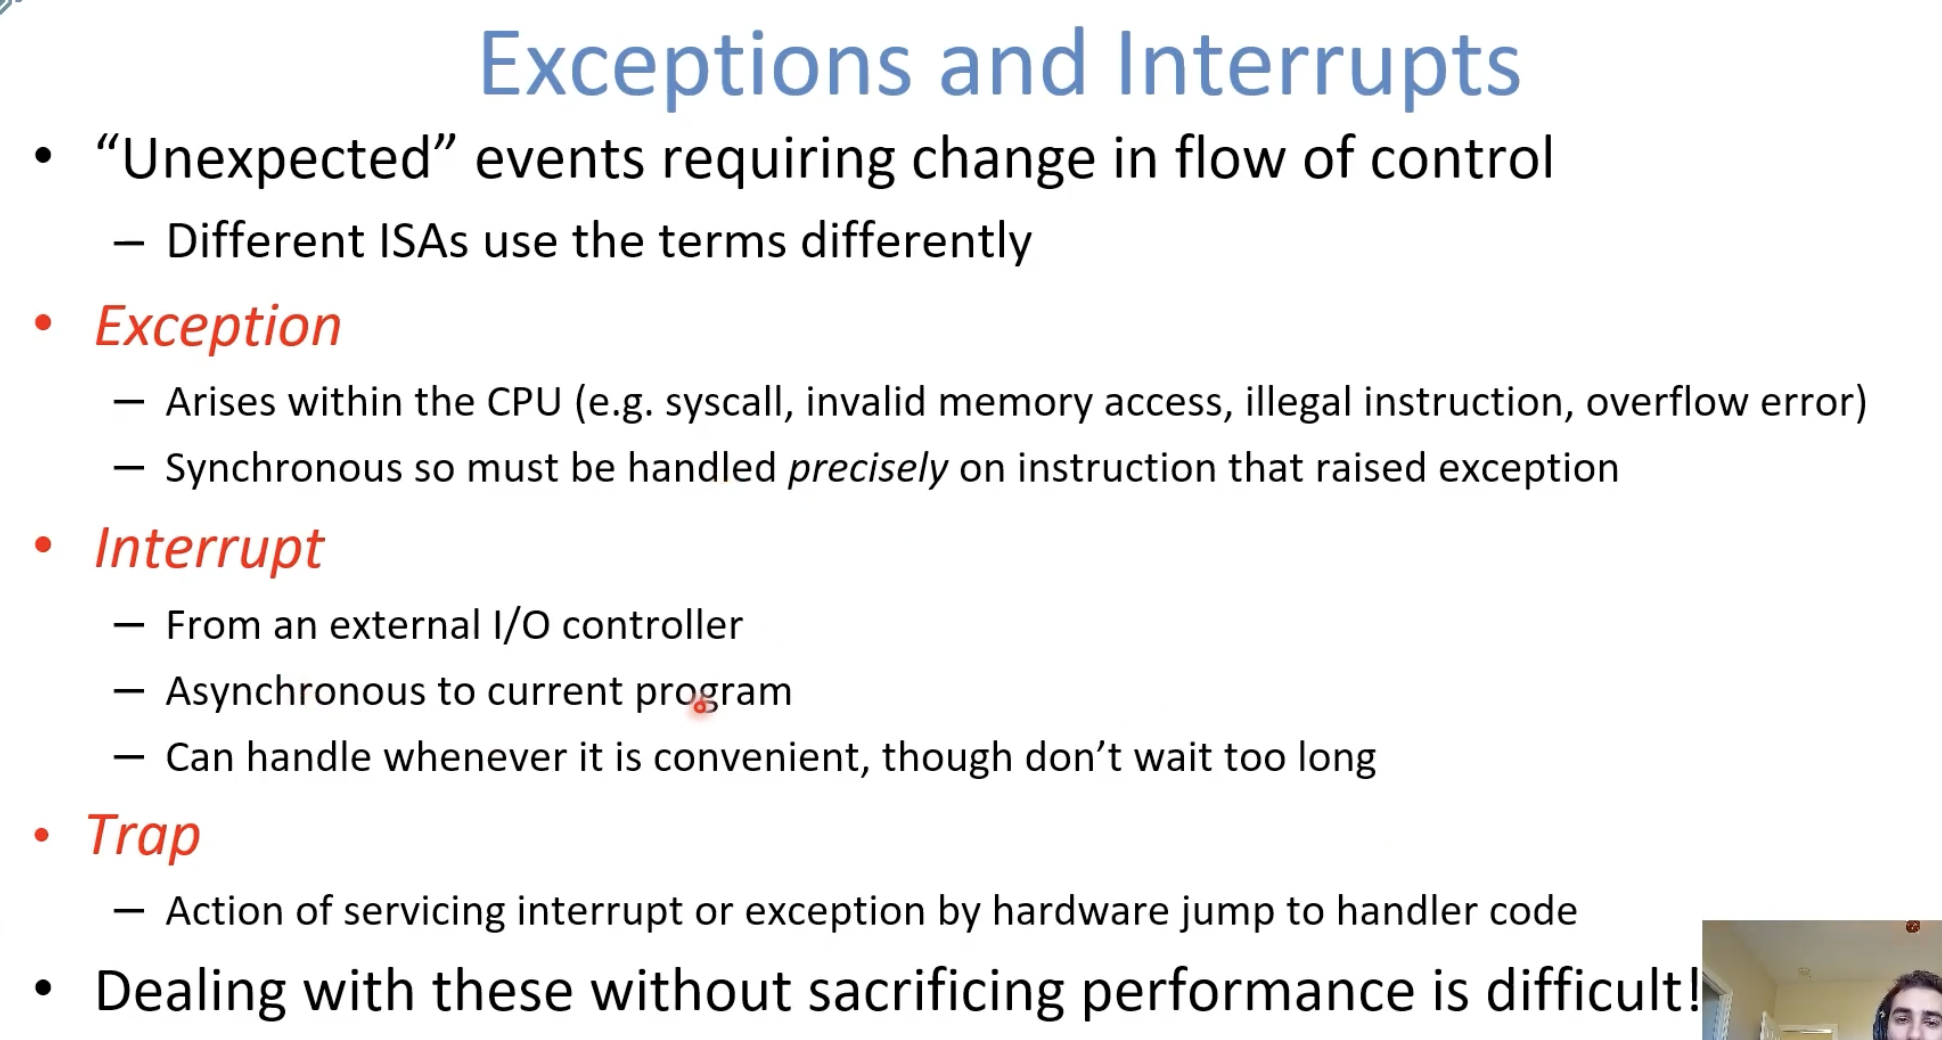 Exceptions and Interrupts
• “Unexpected” events requiring change in flow of control
– Different ISAs use the terms differently
• Exception
– Arises within the CPU (e.g. syscall, invalid memory access, illegal instruction, overflow error)
– Synchronous so must be handled precisely on instruction that raised exception
• Interrupt
– From an external I/O controller
– Asynchronous to current program
– Can handle whenever it is convenient, though don’t wait too long
• Trap
– Action of servicing interrupt or exception by hardware jump to handler code
• Dealing with these without sacrificing performance is difficult!